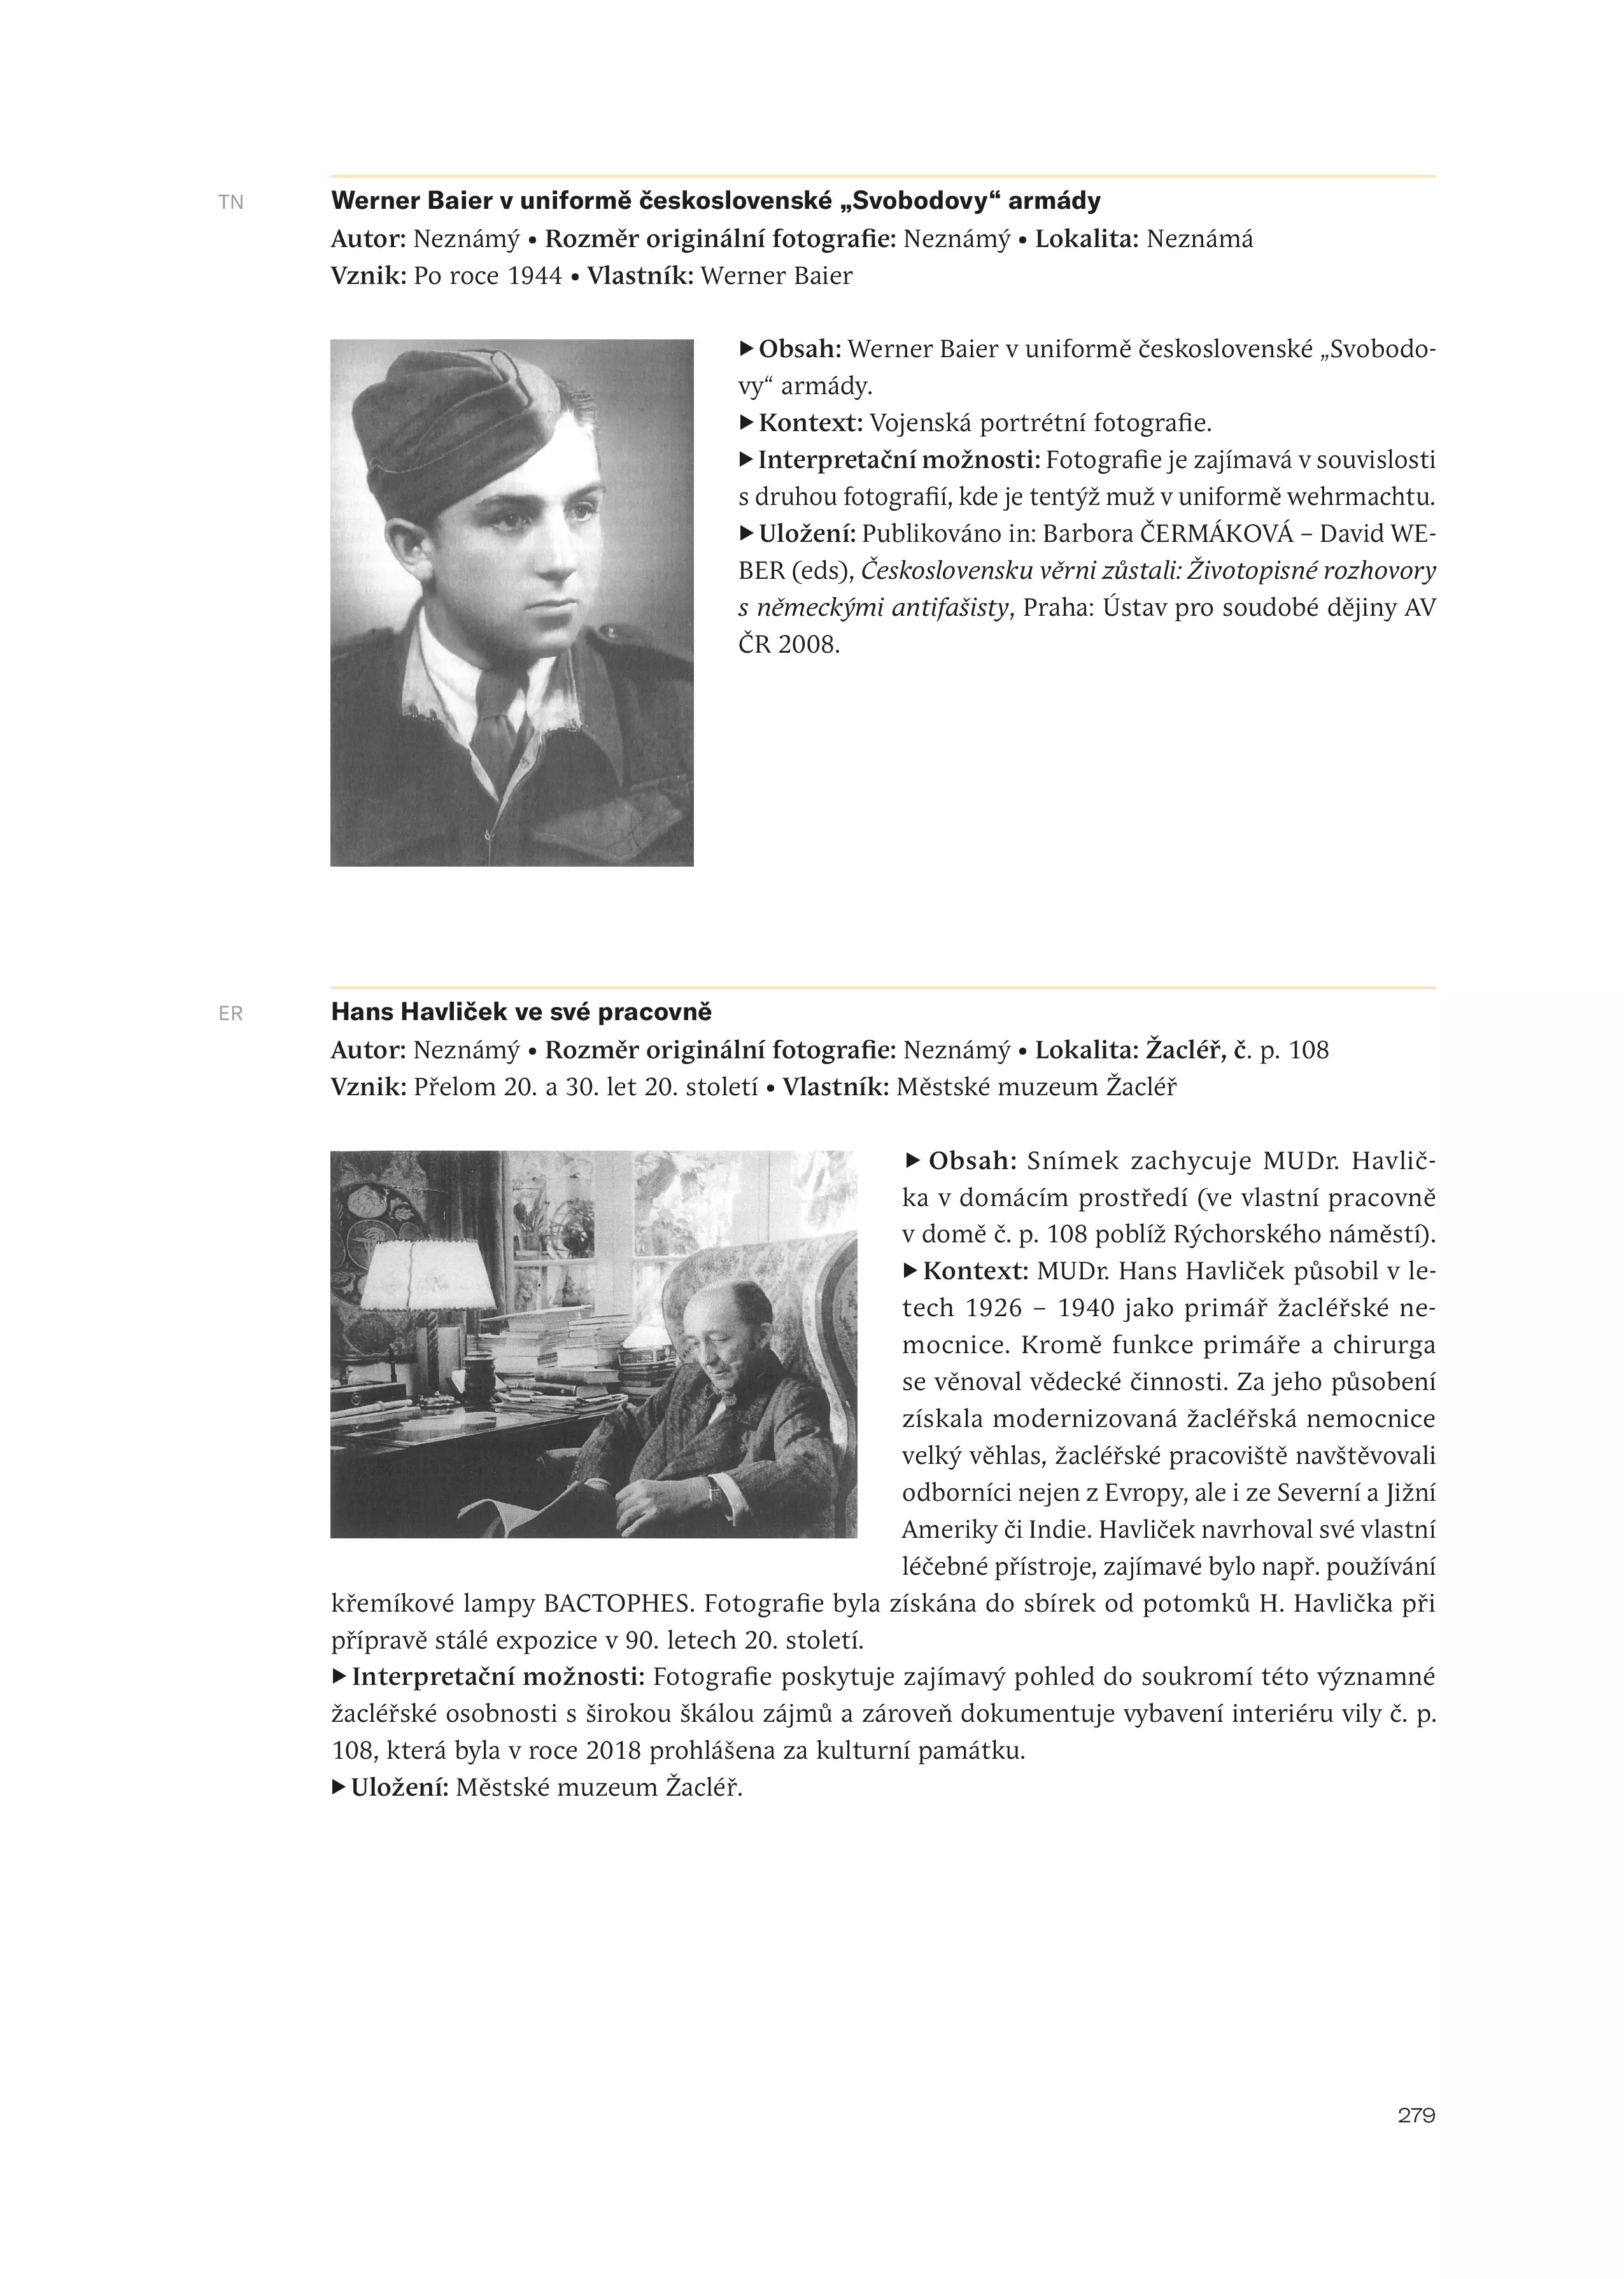 TN
Werner Baier v uniformě československé „Svobodovy“ armády
Autor: Neznámý • Rozměr originální fotografie: Neznámý • Lokalita: Neznámá
Vznik: Po roce 1944 • Vlastník: Werner Baier
▶ Obsah: Werner Baier v uniformě československé „Svobodo-
vy“ armády.
▶ Kontext: Vojenská portrétní fotografie.
▶ Interpretační možnosti: Fotografie je zajímavá v souvislosti
s druhou fotografií, kde je tentýž muž v uniformě wehrmachtu.
▶ Uložení: Publikováno in: Barbora ČERMÁKOVÁ – David WE-
BER (eds), Československu věrni zůstali: Životopisné rozhovory
s německými antifašisty, Praha: Ústav pro soudobé dějiny AV
ČR 2008.
ER
Hans Havliček ve své pracovně
Autor: Neznámý • Rozměr originální fotografie: Neznámý • Lokalita: Žacléř, č. p. 108
Vznik: Přelom 20. a 30. let 20. století • Vlastník: Městské muzeum Žacléř
▶ Obsah: Snímek zachycuje MUDr. Havlič-
ka v domácím prostředí (ve vlastní pracovně
v domě č. p. 108 poblíž Rýchorského náměstí).
▶ Kontext: MUDr. Hans Havliček působil v le-
tech 1926 – 1940 jako primář žacléřské ne-
mocnice. Kromě funkce primáře a chirurga
se věnoval vědecké činnosti. Za jeho působení
získala modernizovaná žacléřská nemocnice
velký věhlas, žacléřské pracoviště navštěvovali
odborníci nejen z Evropy, ale i ze Severní a Jižní
Ameriky či Indie. Havliček navrhoval své vlastní
léčebné přístroje, zajímavé bylo např. používání
křemíkové lampy BACTOPHES. Fotografie byla získána do sbírek od potomků H. Havlička při
přípravě stálé expozice v 90. letech 20. století.
▶ Interpretační možnosti: Fotografie poskytuje zajímavý pohled do soukromí této významné
žacléřské osobnosti s širokou škálou zájmů a zároveň dokumentuje vybavení interiéru vily č. p.
108, která byla v roce 2018 prohlášena za kulturní památku.
▶ Uložení: Městské muzeum Žacléř.
279